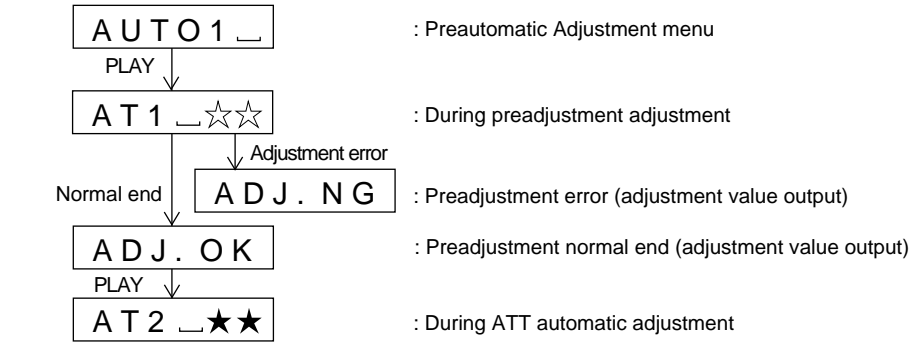 AUTO1⎵ : Preautomatic Adjustment menu
PLAY
AT1⎵☆☆ : During preadjustment adjustment
Adjustment error
Normal end ADJ. NG : Preadjustment error (adjustment value output)
ADJ. OK : Preadjustment normal end (adjustment value output)
PLAY
AT2⎵★★ : During ATT automatic adjustment